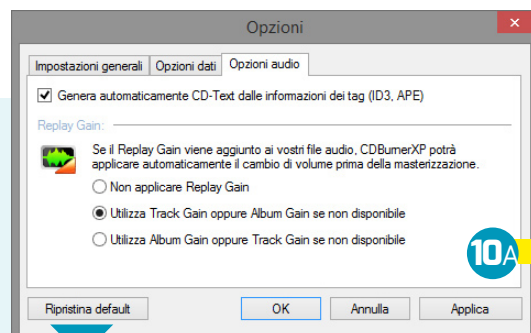 Opzioni
Impostazioni generali
Opzioni dati
Opzioni audio
Genera automaticamente CD-Text dalle informazioni dei tag (ID3, APE)
Replay Gain:
Se il Replay Gain viene aggiunto ai vostri file audio, CDBurnerXP potrà
applicare automaticamente il cambio di volume prima della masterizzazione.
Non applicare Replay Gain
Utilizza Track Gain oppure Album Gain se non disponibile
Utilizza Album Gain oppure Track Gain se non disponibile
10A
Ripristina default
OK
Annulla
Applica